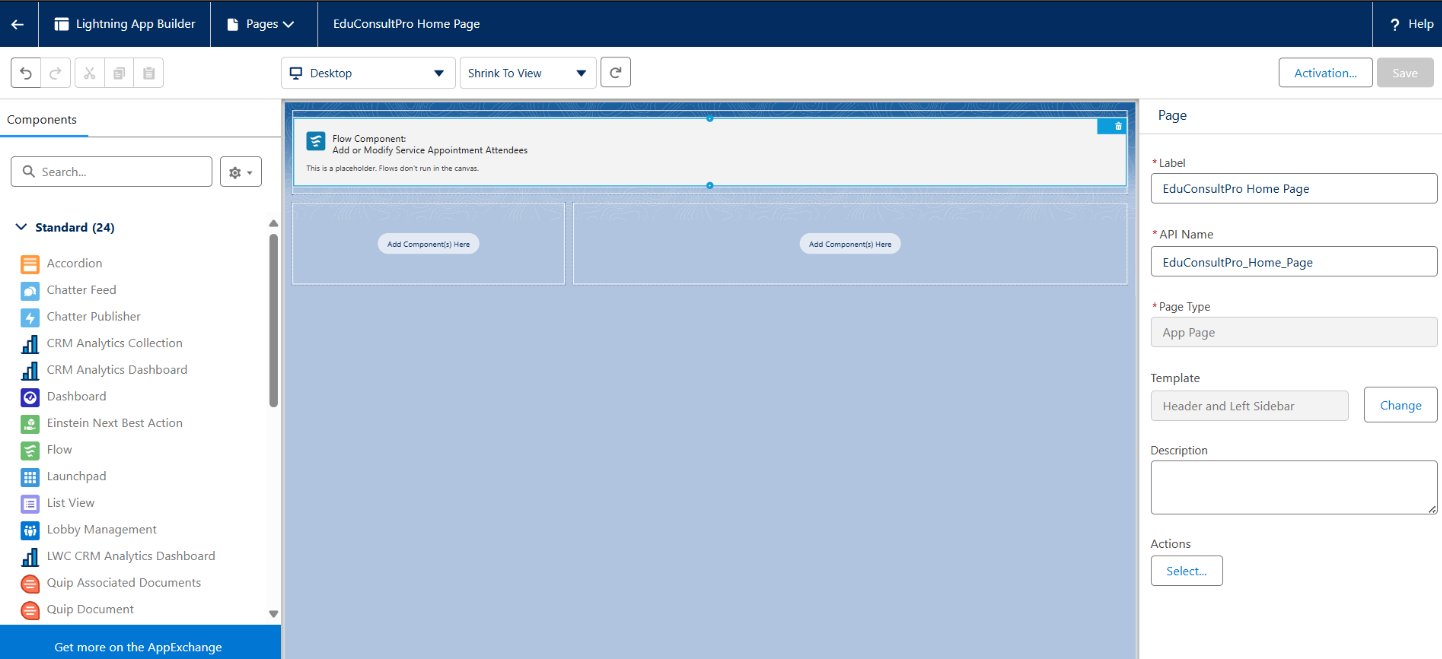 Lightning App Builder
Pages
EduConsultPro Home Page
? Help
Desktop
Shrink To View
Activation...
Save
Components
Search...
Standard (24)
Accordion
Chatter Feed
Chatter Publisher
CRM Analytics Collection
CRM Analytics Dashboard
Dashboard
Einstein Next Best Action
Flow
Launchpad
List View
Lobby Management
LWC CRM Analytics Dashboard
Quip Associated Documents
Quip Document
Get more on the AppExchange
Flow Component:
Add or Modify Service Appointment Attendees
This is a placeholder. Flows don't run in the canvas.
Add Component(s) Here
Add Component(s) Here
Page
*Label
EduConsultPro Home Page
*API Name
EduConsultPro_Home_Page
*Page Type
App Page
Template
Header and Left Sidebar
Change
Description
Actions
Select...